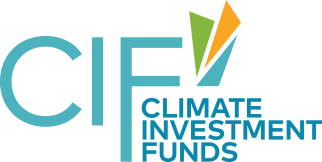 CIF
CLIMATE
INVESTMENT
FUNDS